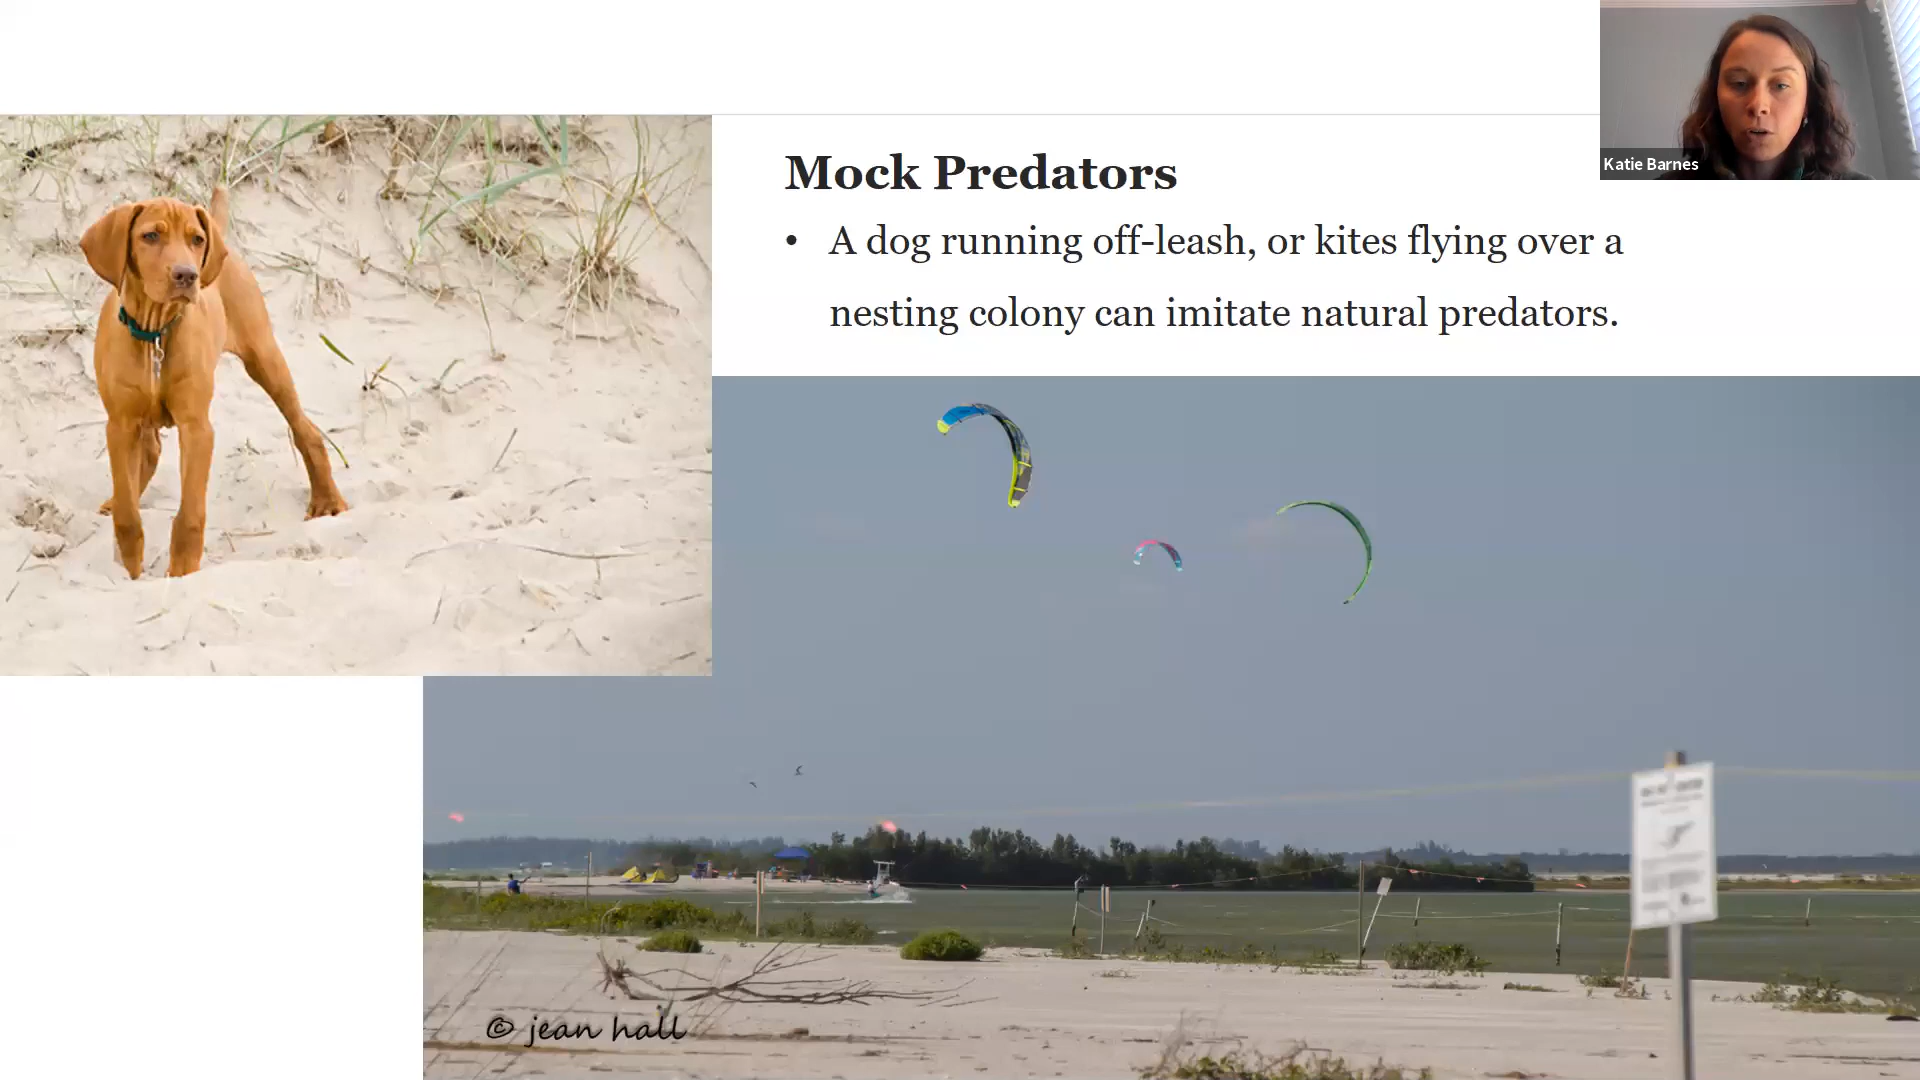 Katie Barnes
Mock Predators
• A dog running off-leash, or kites flying over a
nesting colony can imitate natural predators.
© jean hall